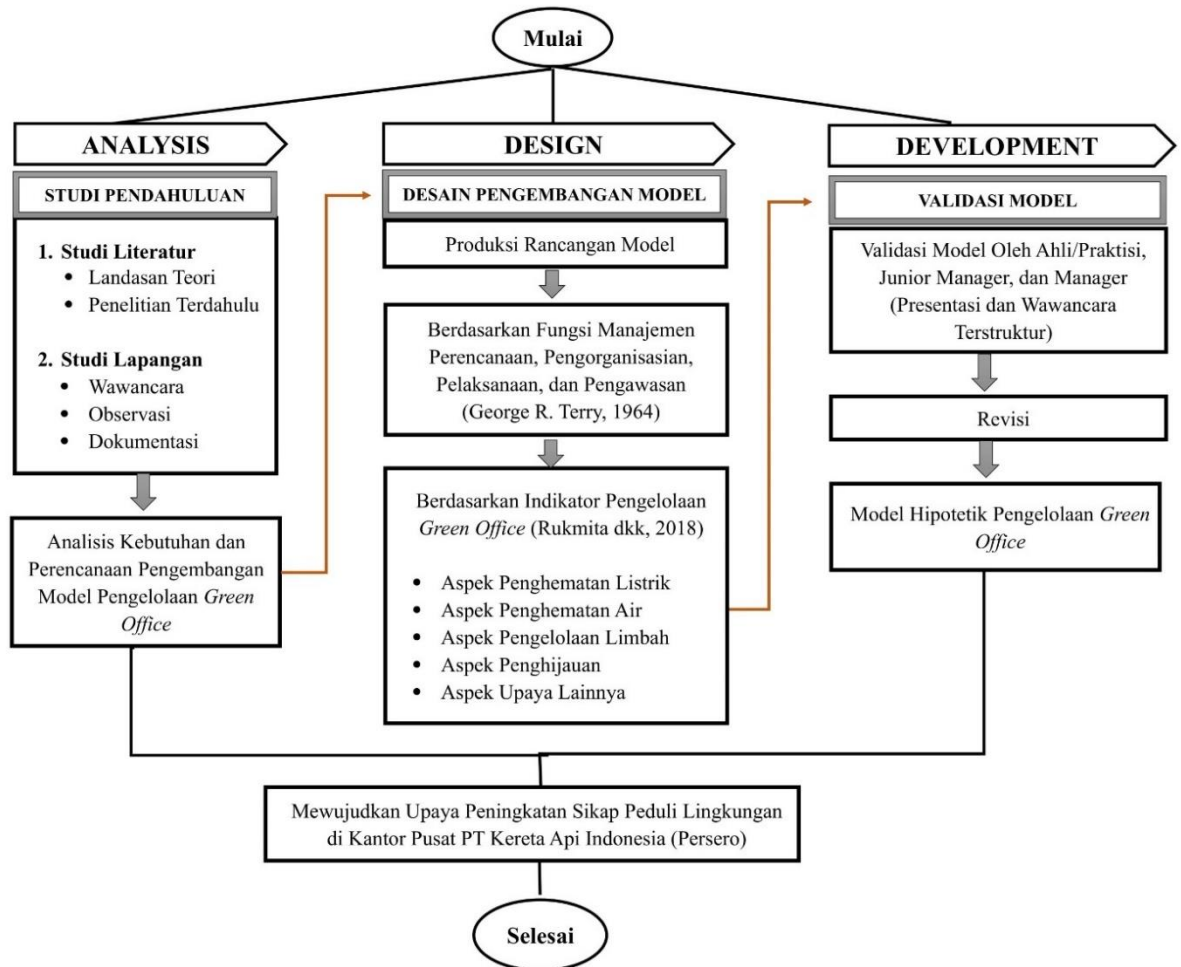 Mulai
ANALYSIS
STUDI PENDAHULUAN
1. Studi Literatur
• Landasan Teori
• Penelitian Terdahulu
2. Studi Lapangan
• Wawancara
• Observasi
• Dokumentasi
Analisis Kebutuhan dan
Perencanaan Pengembangan
Model Pengelolaan Green
Office
DESIGN
DESAIN PENGEMBANGAN MODEL
Produksi Rancangan Model
Berdasarkan Fungsi Manajemen
Perencanaan, Pengorganisasian,
Pelaksanaan, dan Pengawasan
(George R. Terry, 1964)
Berdasarkan Indikator Pengelolaan
Green Office (Rukmita dkk, 2018)
• Aspek Penghematan Listrik
• Aspek Penghematan Air
• Aspek Pengelolaan Limbah
• Aspek Penghijauan
• Aspek Upaya Lainnya
DEVELOPMENT
VALIDASI MODEL
Validasi Model Oleh Ahli/Praktisi,
Junior Manager, dan Manager
(Presentasi dan Wawancara
Terstruktur)
Revisi
Model Hipotetik Pengelolaan Green
Office
Mewujudkan Upaya Peningkatan Sikap Peduli Lingkungan
di Kantor Pusat PT Kereta Api Indonesia (Persero)
Selesai